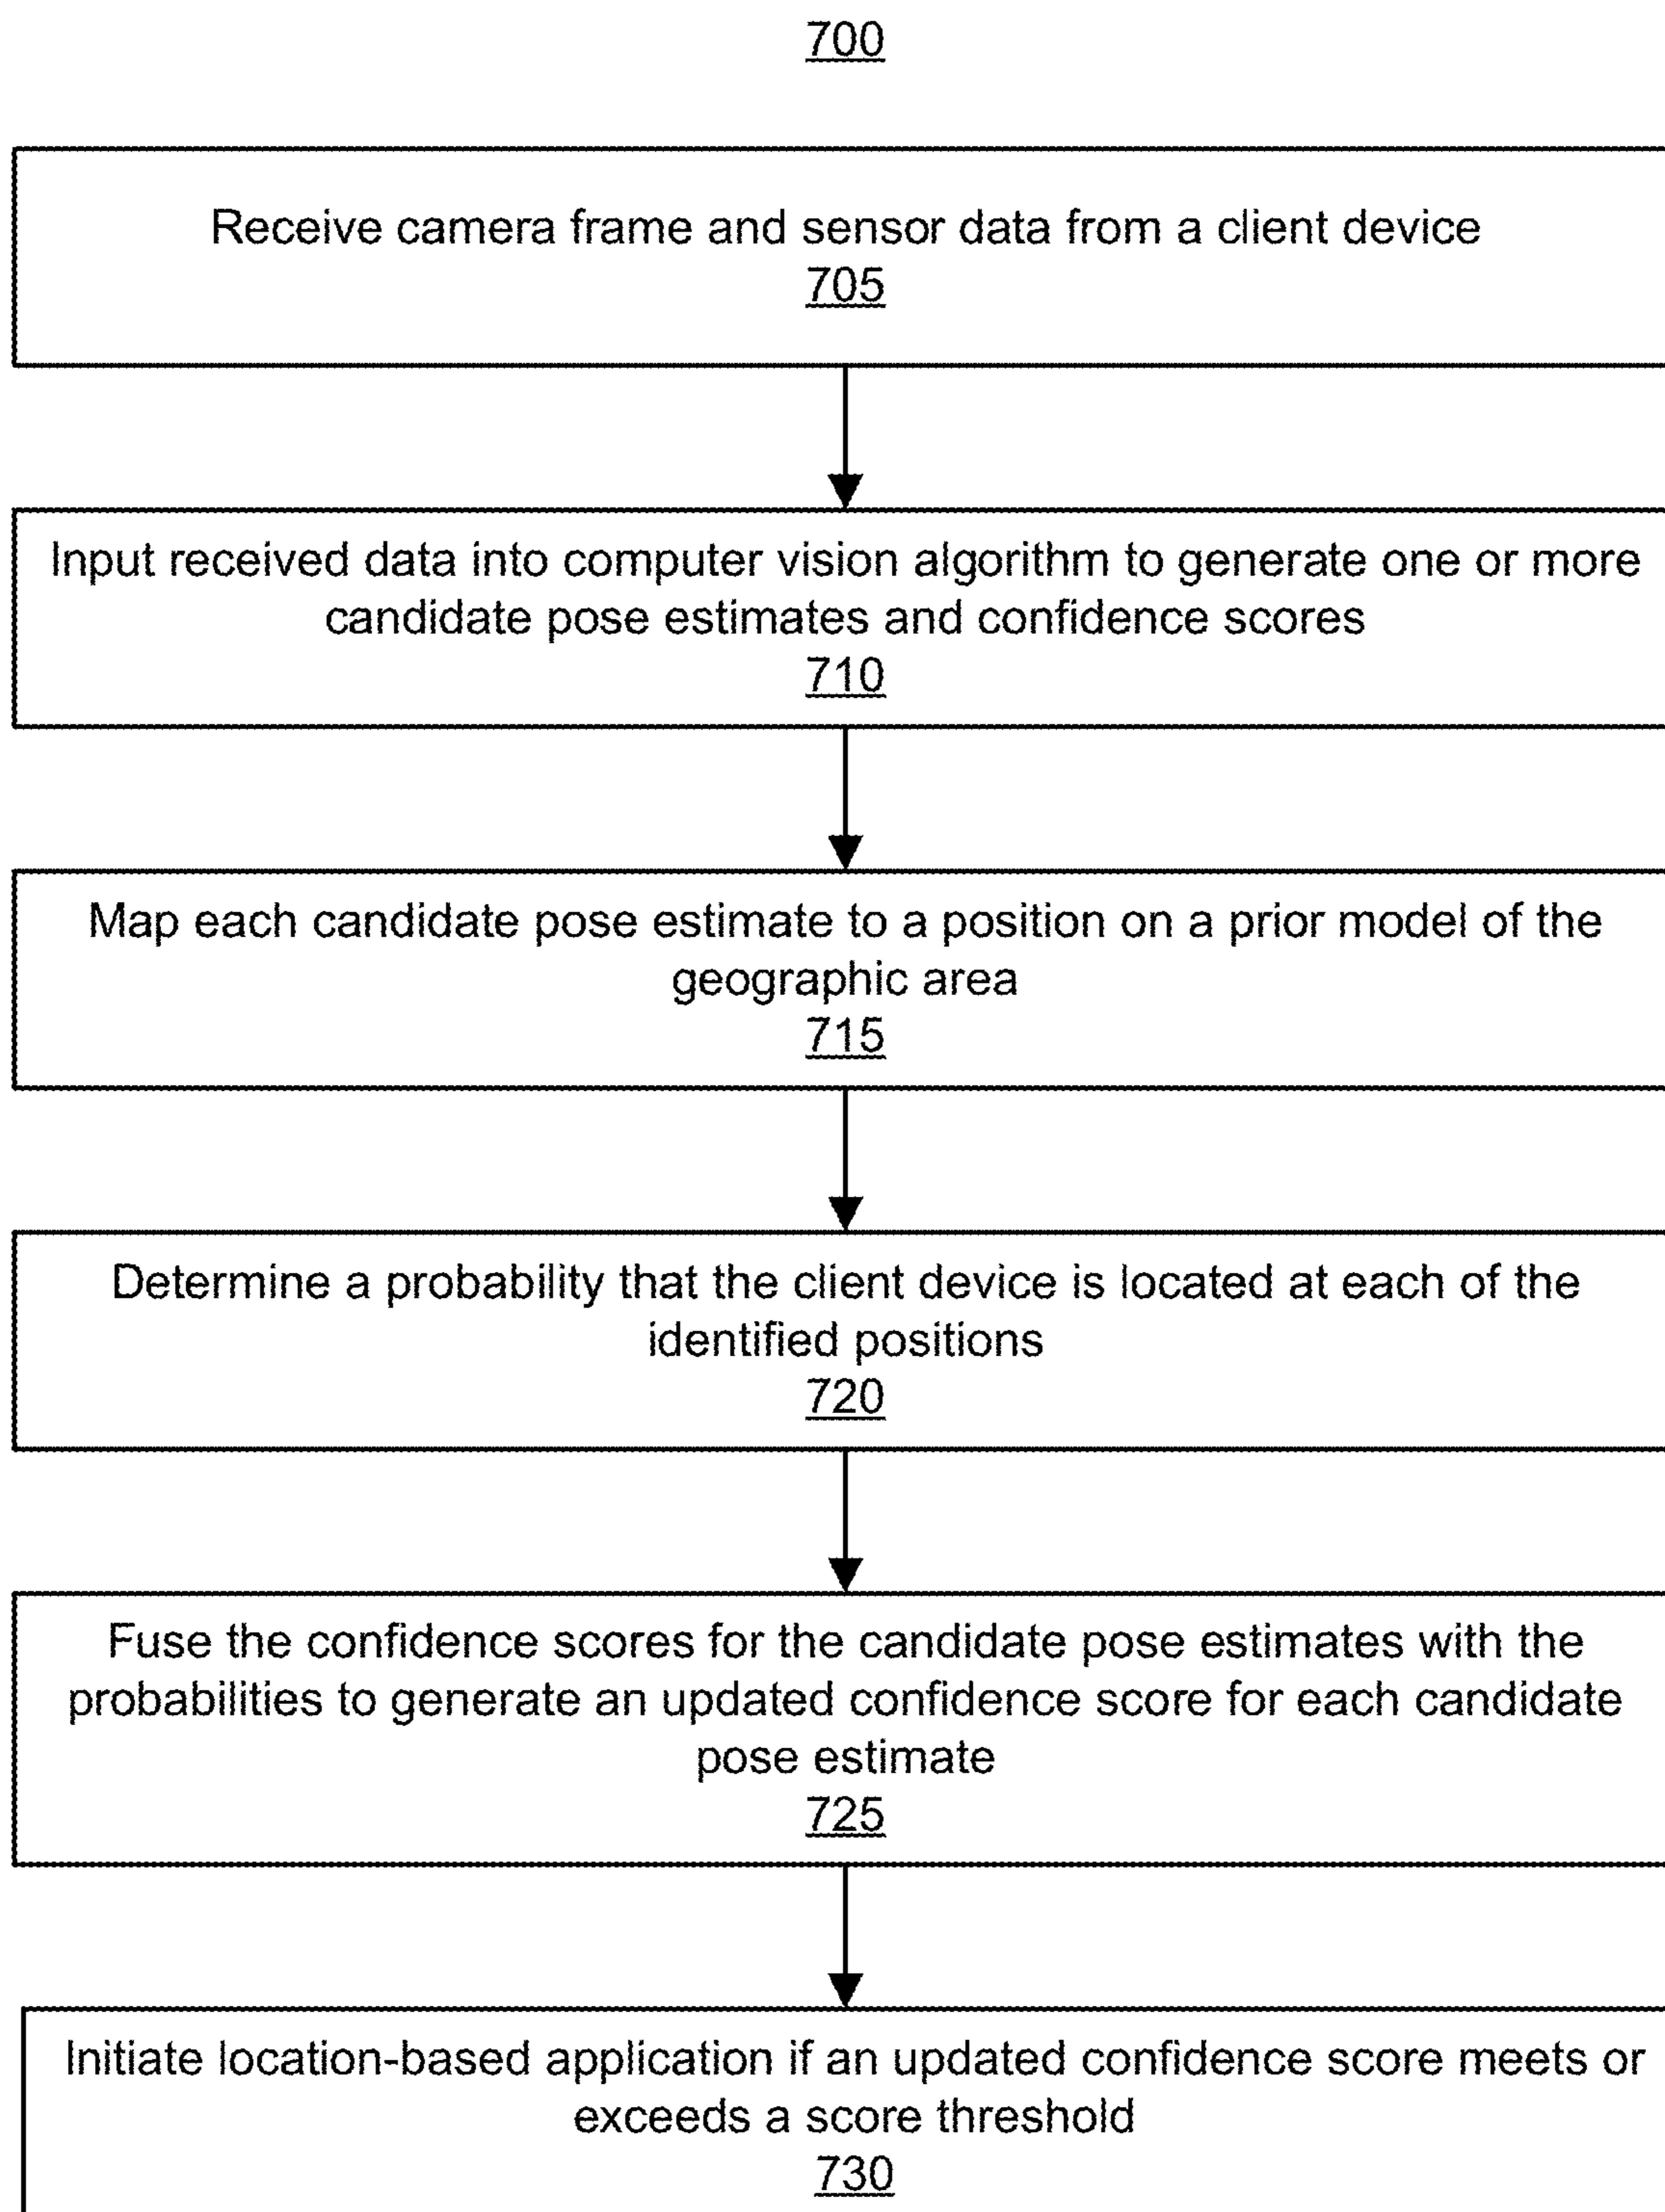 700
Receive camera frame and sensor data from a client device
705
Input received data into computer vision algorithm to generate one or more
candidate pose estimates and confidence scores
710
Map each candidate pose estimate to a position on a prior model of the
geographic area
715
Determine a probability that the client device is located at each of the
identified positions
720
Fuse the confidence scores for the candidate pose estimates with the
probabilities to generate an updated confidence score for each candidate
pose estimate
725
Initiate location-based application if an updated confidence score meets or
exceeds a score threshold
730